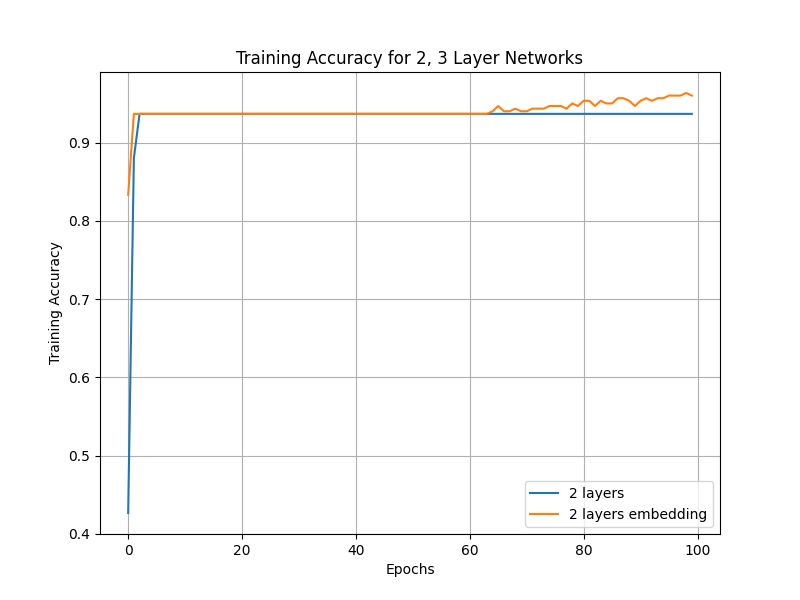 Training Accuracy for 2, 3 Layer Networks
Training Accuracy
0.9
0.8
0.7
0.6
0.5
0.4
0
20
40
60
80
100
Epochs
2 layers
2 layers embedding